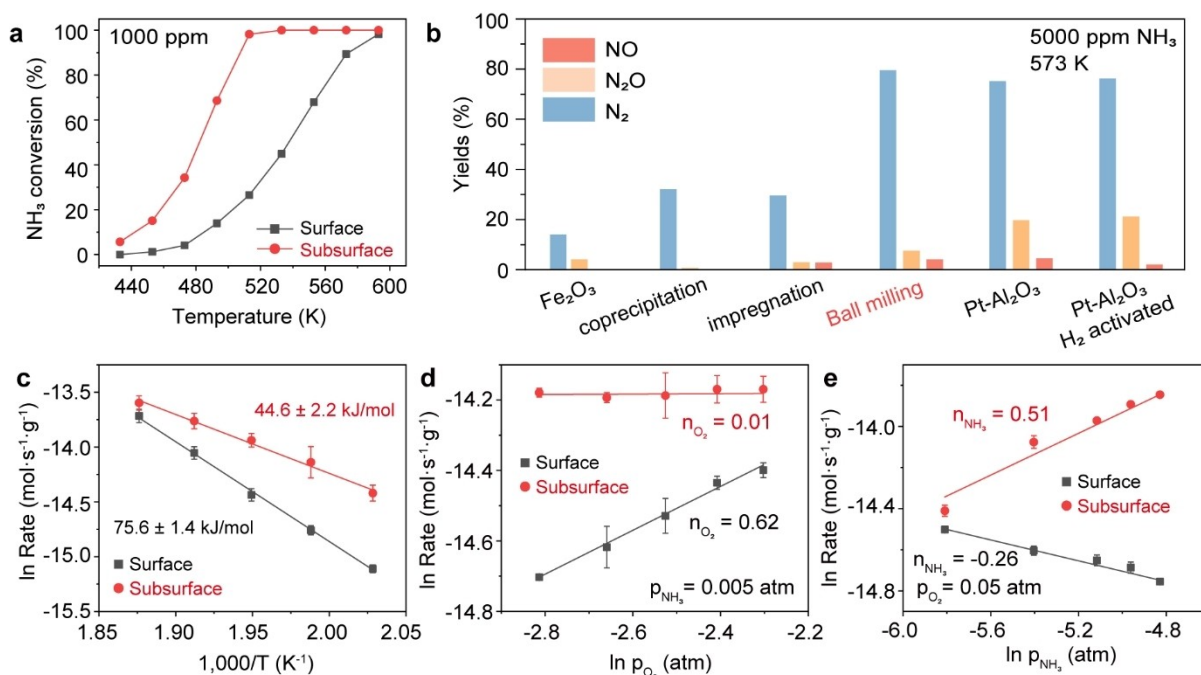 a
1000 ppm
NH₃ conversion (%)
100
80
60
40
20
0
Surface
Subsurface
440 480 520 560 600
Temperature (K)
b
NO
N₂O
N₂
5000 ppm NH₃
573 K
Yields (%)
100
80
60
40
20
0
Fe₂O₃
coprecipitation
impregnation
Ball milling
Pt-Al₂O₃
Pt-Al₂O₃
H₂ activated
c
ln Rate (mol·s⁻¹·g⁻¹)
-13.5
-14.0
-14.5
-15.0
-15.5
44.6 ± 2.2 kJ/mol
75.6 ± 1.4 kJ/mol
Surface
Subsurface
1.85 1.90 1.95 2.00 2.05
1,000/T (K⁻¹)
d
ln Rate (mol·s⁻¹·g⁻¹)
-14.2
-14.4
-14.6
-14.8
n_O₂ = 0.01
Surface
Subsurface
n_O₂ = 0.62
p_NH₃ = 0.005 atm
-2.8 -2.6 -2.4 -2.2
ln p_O₂ (atm)
e
ln Rate (mol·s⁻¹·g⁻¹)
-14.0
-14.4
-14.8
n_NH₃ = 0.51
Surface
Subsurface
n_NH₃ = -0.26
p_O₂ = 0.05 atm
-6.0 -5.6 -5.2 -4.8
ln p_NH₃ (atm)